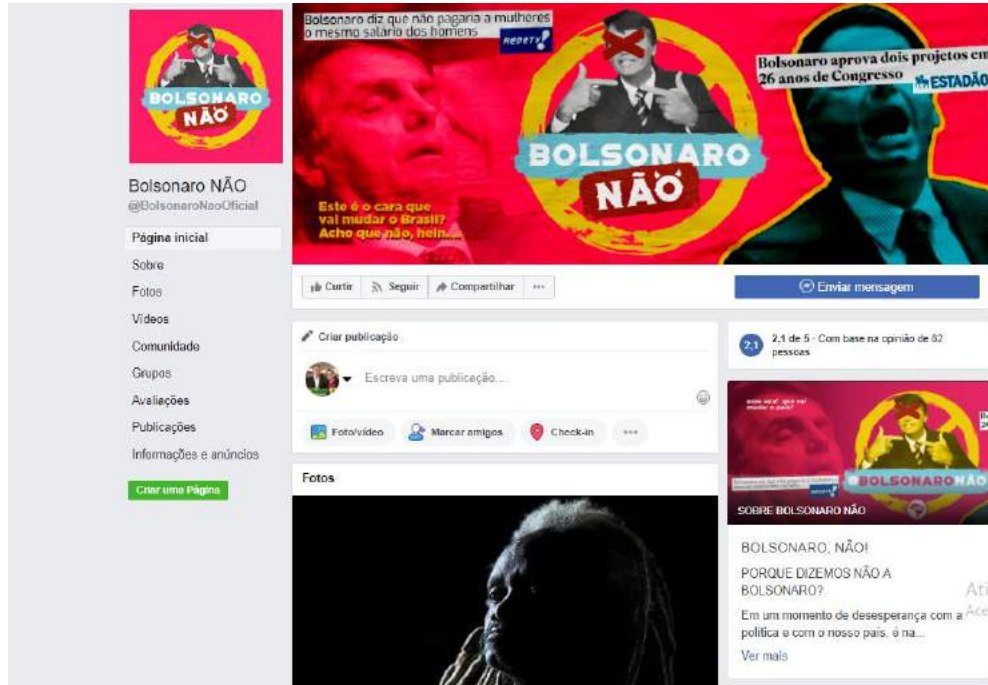 BOLSONARO
NÃO
Bolsonaro NÃO
@BolsonaroNaoOficial
Página inicial
Sobre
Fotos
Vídeos
Comunidade
Grupos
Avaliações
Publicações
Informações e anúncios
Criar uma Página
Bolsonaro diz que não pagaria a mulheres
o mesmo salário dos homens
REDETV!
BOLSONARO
NÃO
Este é o cara que
vai mudar o Brasil?
Acho que não, hein....
Bolsonaro aprova dois projetos em
26 anos de Congresso
ESTADÃO
Curtir
Seguir
Compartilhar
Enviar mensagem
Criar publicação
Escreva uma publicação...
Foto/vídeo
Marcar amigos
Check-in
Fotos
2,1
2,1 de 5 · Com base na opinião de 82
pessoas
REDETV!
BOLSONARO NÃO
SOBRE BOLSONARO NÃO
BOLSONARO, NÃO!
PORQUE DIZEMOS NÃO A
BOLSONARO?
Em um momento de desesperança com a
política e com o nosso país, é na...
Ver mais
Ati
Ace